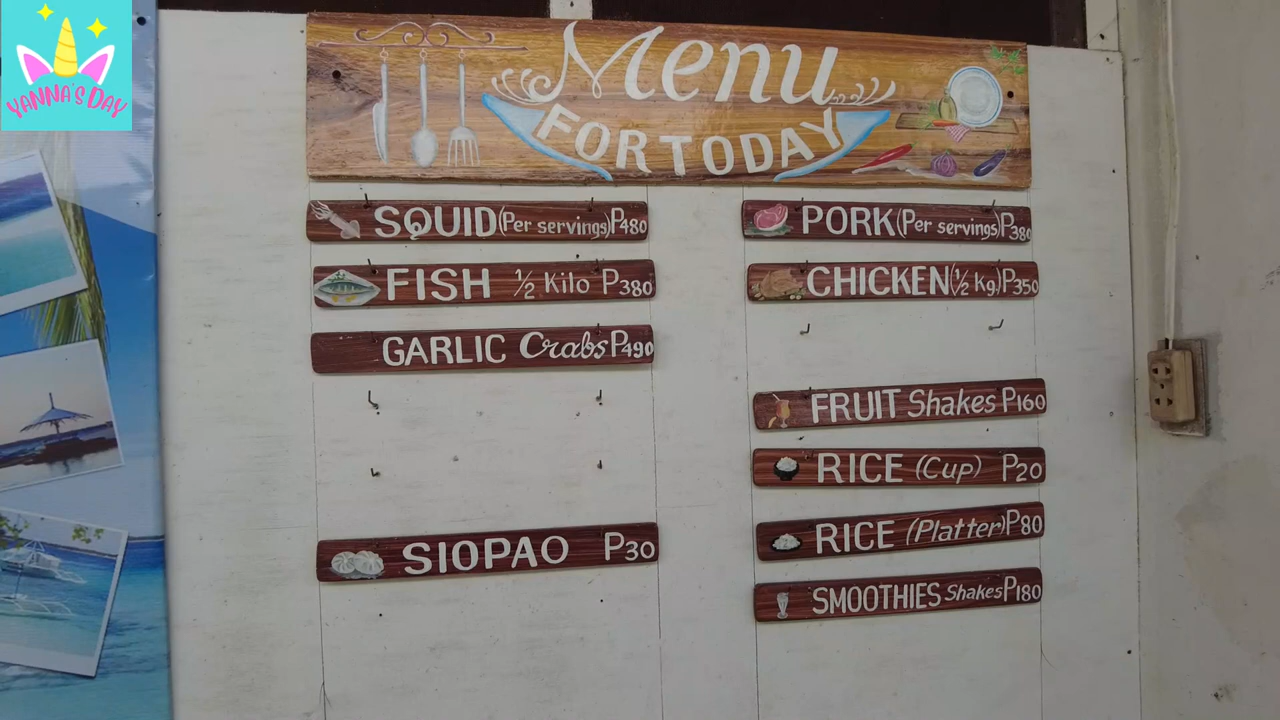 YANNA'S DAY
Menu
FOR TODAY
SQUID (Per servings) P480
FISH ½ Kilo P380
GARLIC Crabs P490
SIOPAO P30
PORK (Per servings) P380
CHICKEN (½ Kg.) P350
FRUIT Shakes P160
RICE (Cup) P20
RICE (Platter) P80
SMOOTHIES Shakes P180